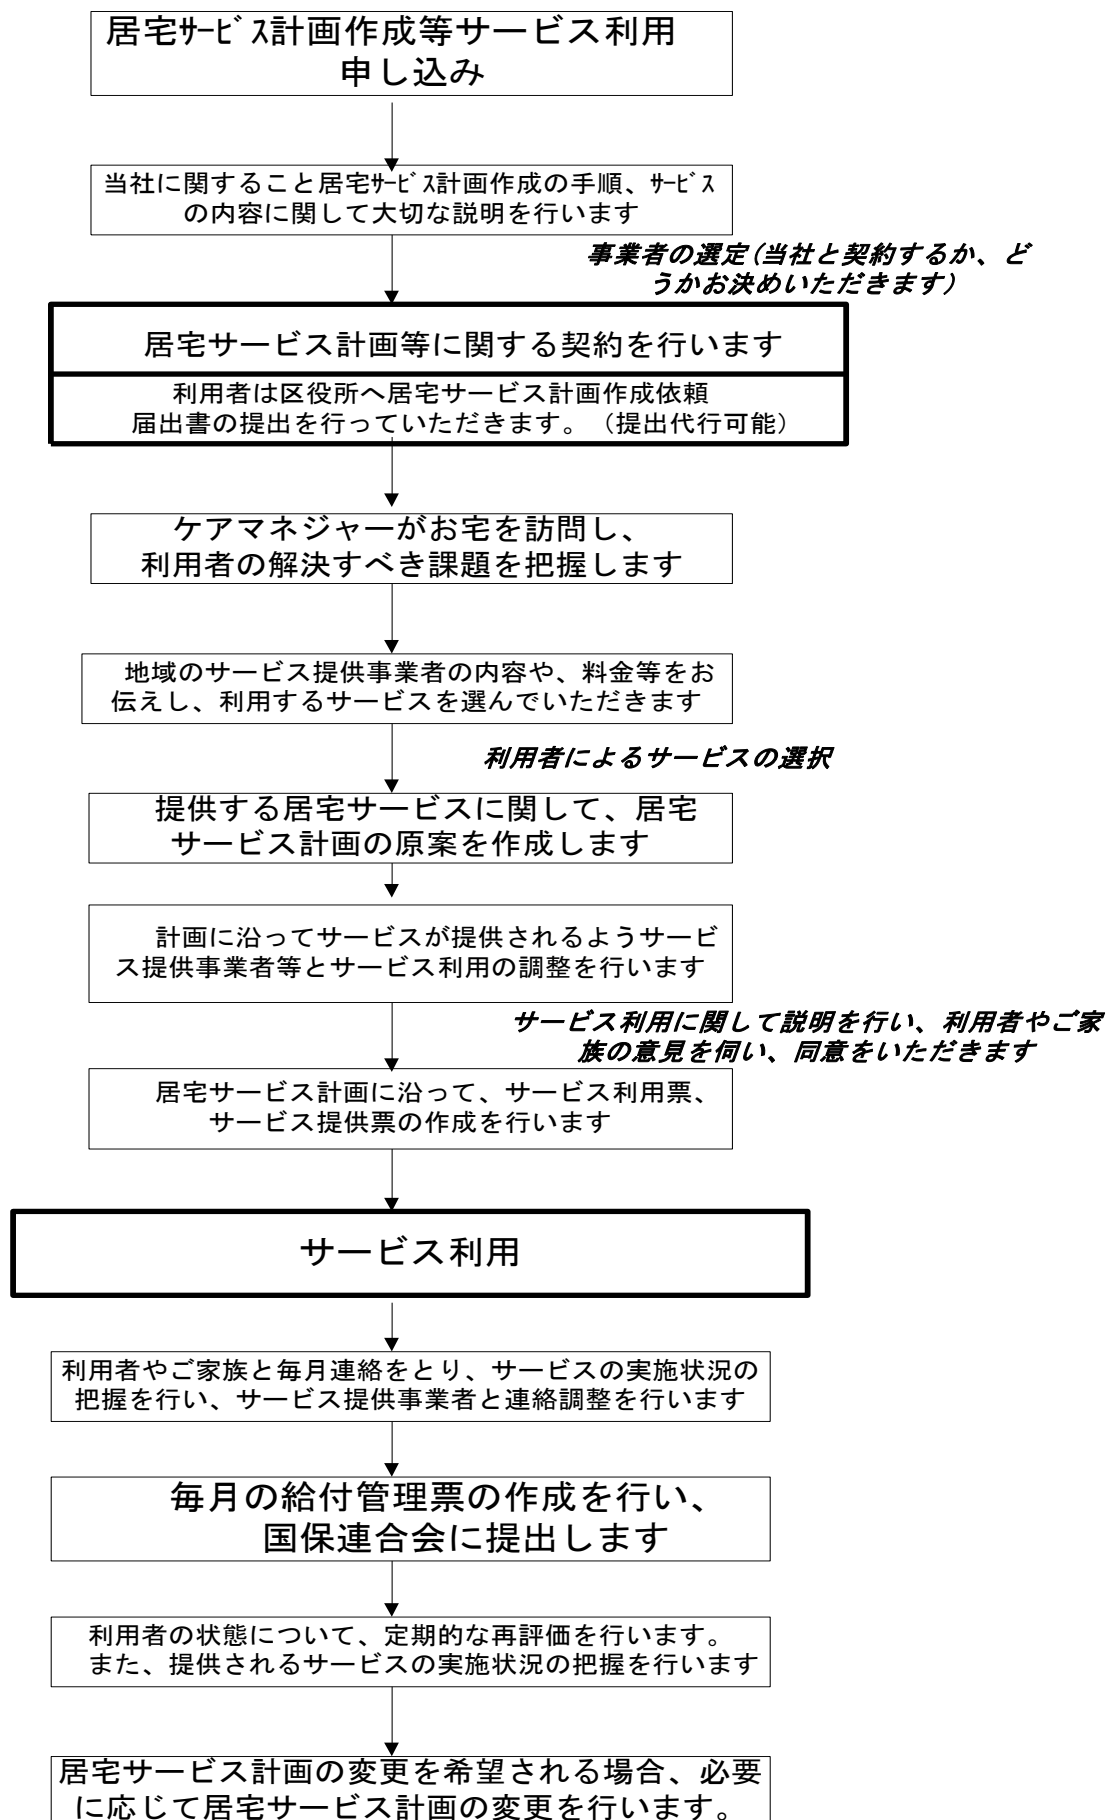 居宅ｻｰﾋﾞｽ計画作成等サービス利用
申し込み
当社に関すること居宅ｻｰﾋﾞｽ計画作成の手順、ｻｰﾋﾞｽ
の内容に関して大切な説明を行います
事業者の選定(当社と契約するか、ど
うかお決めいただきます)
居宅サービス計画等に関する契約を行います
利用者は区役所へ居宅サービス計画作成依頼
届出書の提出を行っていただきます。（提出代行可能）
ケアマネジャーがお宅を訪問し、
利用者の解決すべき課題を把握します
地域のサービス提供事業者の内容や、料金等をお
伝えし、利用するサービスを選んでいただきます
利用者によるサービスの選択
提供する居宅サービスに関して、居宅
サービス計画の原案を作成します
計画に沿ってサービスが提供されるようサービ
ス提供事業者等とサービス利用の調整を行います
サービス利用に関して説明を行い、利用者やご家
族の意見を伺い、同意をいただきます
居宅サービス計画に沿って、サービス利用票、
サービス提供票の作成を行います
サービス利用
利用者やご家族と毎月連絡をとり、サービスの実施状況の
把握を行い、サービス提供事業者と連絡調整を行います
毎月の給付管理票の作成を行い、
国保連合会に提出します
利用者の状態について、定期的な再評価を行います。
また、提供されるサービスの実施状況の把握を行います
居宅サービス計画の変更を希望される場合、必要
に応じて居宅サービス計画の変更を行います。